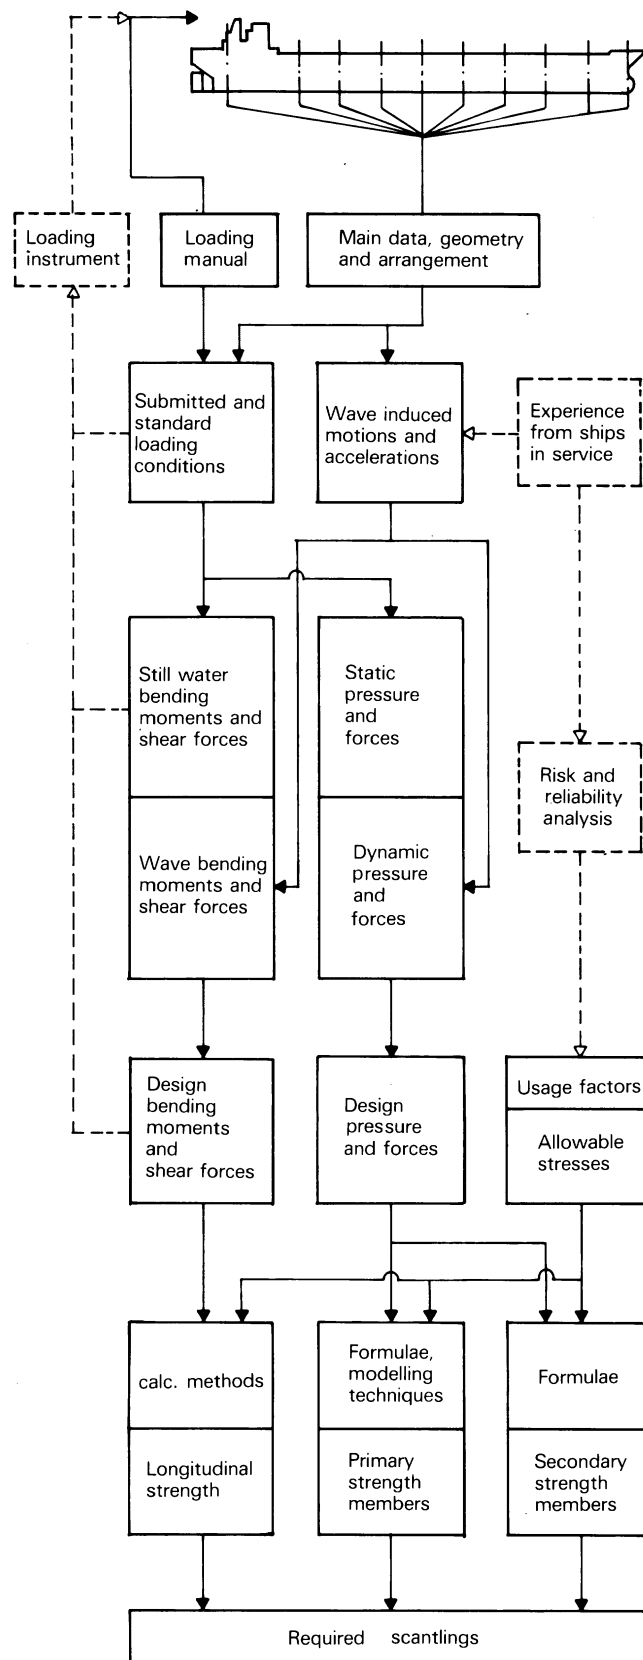 Loading
instrument
Loading
manual
Main data, geometry
and arrangement
Submitted and
standard
loading
conditions
Wave induced
motions and
accelerations
Experience
from ships
in service
Still water
bending
moments and
shear forces
Static
pressure
and
forces
Risk and
reliability
analysis
Wave bending
moments and
shear forces
Dynamic
pressure
and
forces
Design
bending
moments
and
shear forces
Design
pressure
and forces
Usage factors
Allowable
stresses
calc. methods
Formulae,
modelling
techniques
Formulae
Longitudinal
strength
Primary
strength
members
Secondary
strength
members
Required scantlings